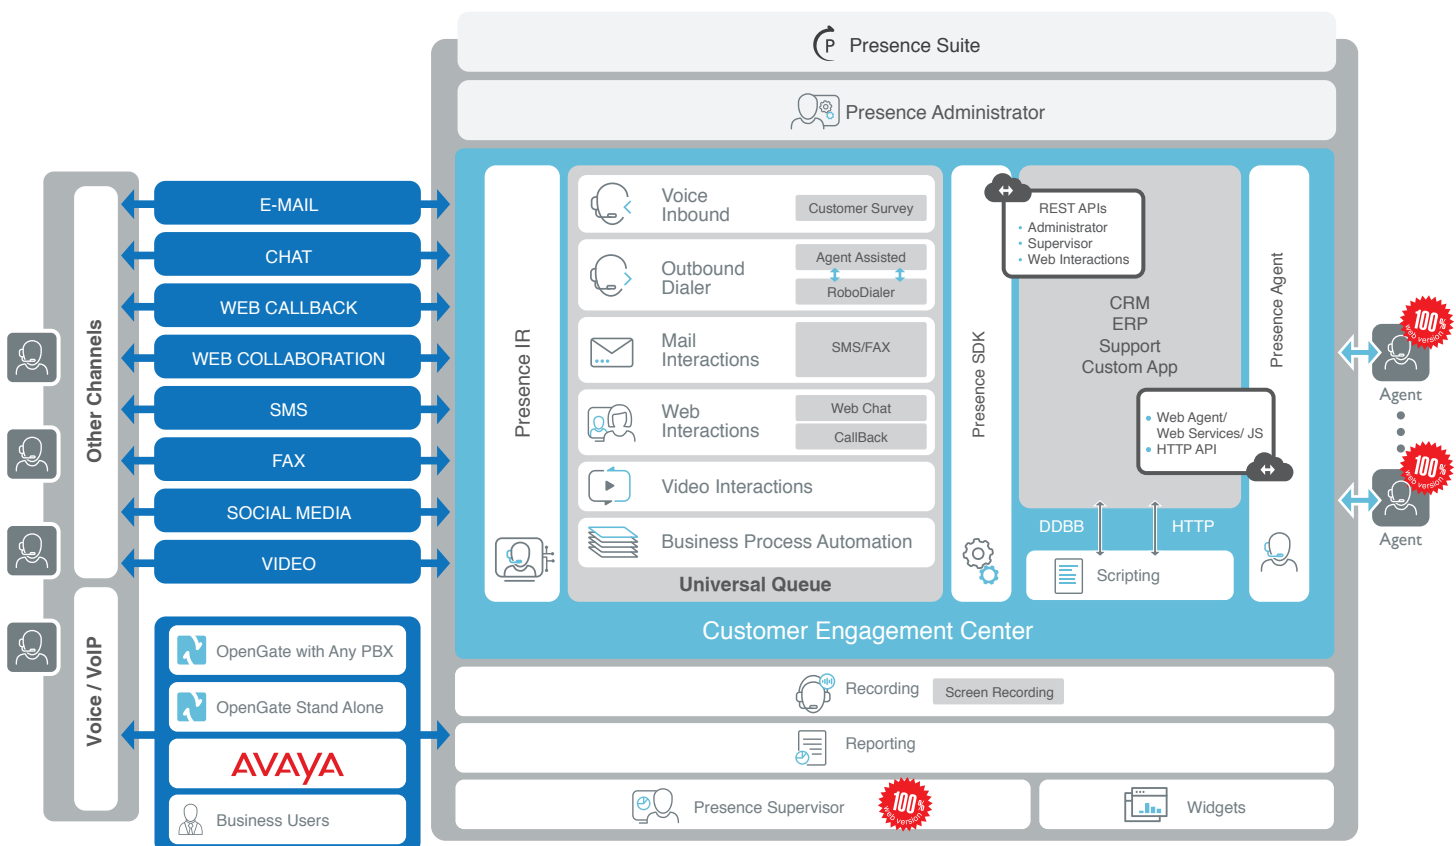 Presence Suite
Presence Administrator
Other Channels
Voice / VoIP
E-MAIL
CHAT
WEB CALLBACK
WEB COLLABORATION
SMS
FAX
SOCIAL MEDIA
VIDEO
OpenGate with Any PBX
OpenGate Stand Alone
AVAYA
Business Users
Presence IR
Voice
Inbound
Customer Survey
Outbound
Dialer
Agent Assisted
RoboDialer
Mail
Interactions
SMS/FAX
Web
Interactions
Web Chat
CallBack
Video Interactions
Business Process Automation
Universal Queue
Presence SDK
REST APIs
• Administrator
• Supervisor
• Web Interactions
CRM
ERP
Support
Custom App
• Web Agent/
Web Services/ JS
• HTTP API
DDBB
HTTP
Scripting
Presence Agent
Customer Engagement Center
100%
web version
Agent
100%
web version
Agent
Recording
Screen Recording
Reporting
Presence Supervisor
100%
web version
Widgets